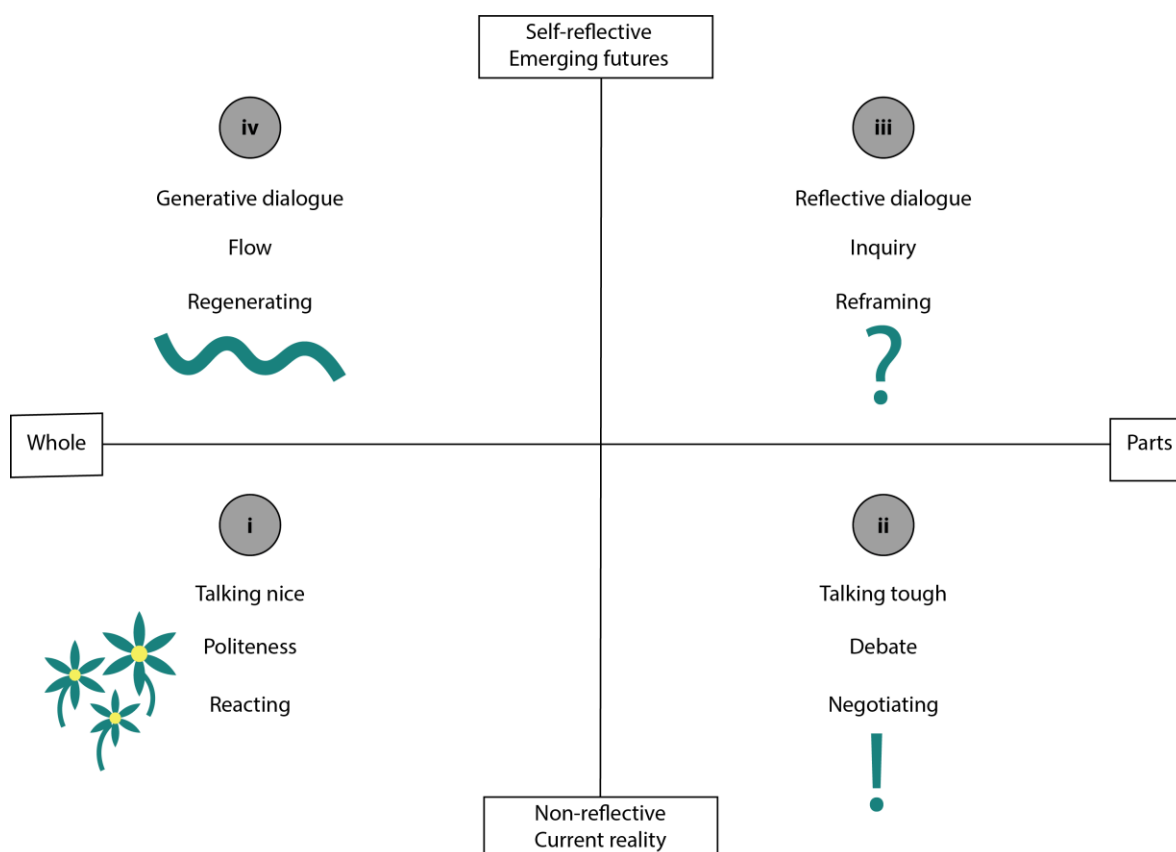 Self-reflective
Emerging futures
iv
Generative dialogue
Flow
Regenerating
iii
Reflective dialogue
Inquiry
Reframing
?
Whole
Parts
i
Talking nice
Politeness
Reacting
ii
Talking tough
Debate
Negotiating
!
Non-reflective
Current reality